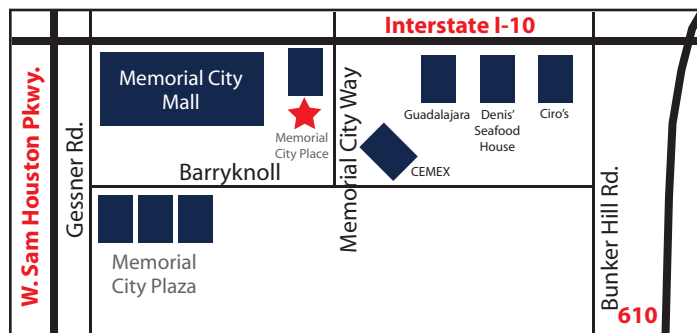 Interstate I-10
W. Sam Houston Pkwy.
Gessner Rd.
Memorial City
Mall
Memorial
City Place
Memorial City Way
Guadalajara
Denis'
Seafood
House
Ciro's
CEMEX
Barryknoll
Memorial
City Plaza
Bunker Hill Rd.
610